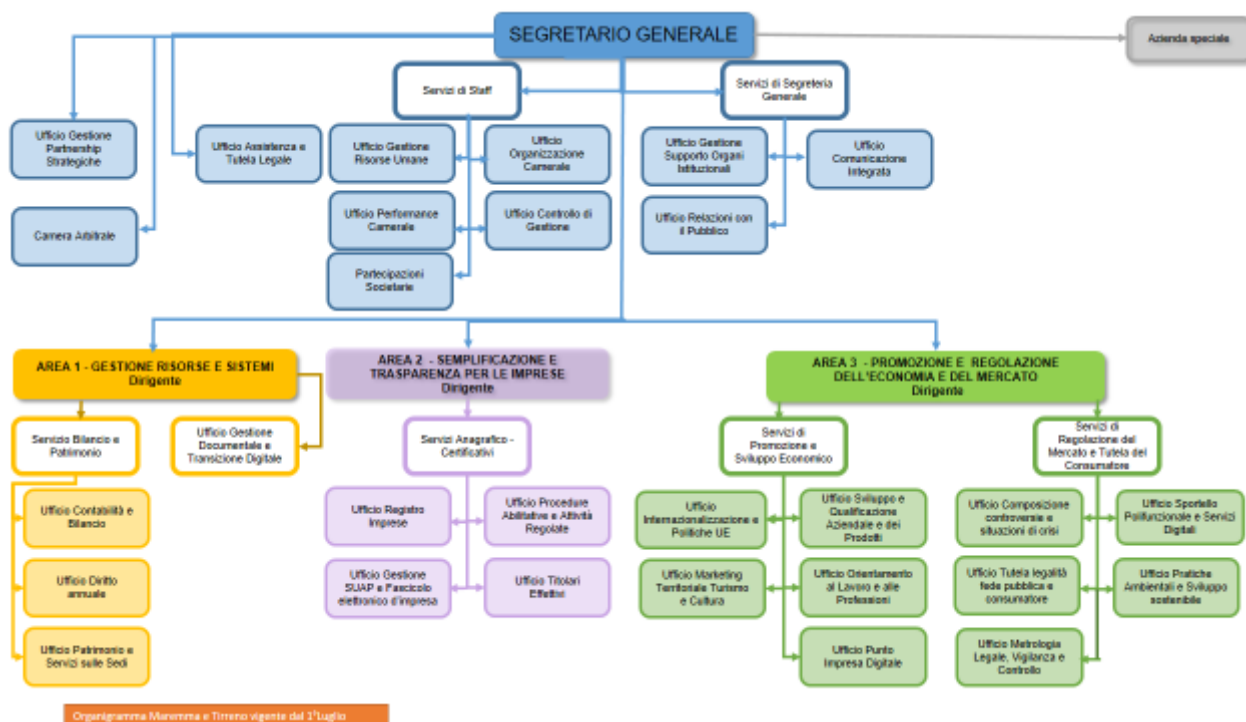 SEGRETARIO GENERALE
Azienda speciale
Servizi di Staff
Servizi di Segreteria
Generale
Ufficio Gestione
Partnership
Strategiche
Ufficio Assistenza e
Tutela Legale
Ufficio Gestione
Risorse Umane
Ufficio
Organizzazione
Camerale
Ufficio Gestione
Supporto Organi
Istituzionali
Ufficio
Comunicazione
Integrata
Camera Arbitrale
Ufficio Performance
Camerale
Ufficio Controllo di
Gestione
Ufficio Relazioni con
il Pubblico
Partecipazioni
Societarie
AREA 1 - GESTIONE RISORSE E SISTEMI
Dirigente
AREA 2 - SEMPLIFICAZIONE E
TRASPARENZA PER LE IMPRESE
Dirigente
AREA 3 - PROMOZIONE E REGOLAZIONE
DELL'ECONOMIA E DEL MERCATO
Dirigente
Servizio Bilancio e
Patrimonio
Ufficio Gestione
Documentale e
Transizione Digitale
Servizi Anagrafico -
Certificativi
Servizi di
Promozione e
Sviluppo Economico
Servizi di
Regolazione del
Mercato e Tutela del
Consumatore
Ufficio Contabilità e
Bilancio
Ufficio Registro
Imprese
Ufficio Procedure
Abilitative e Attività
Regolate
Ufficio
Internazionalizzazione e
Politiche UE
Ufficio Sviluppo e
Qualificazione
Aziendale e dei
Prodotti
Ufficio Composizione
controversie e
situazioni di crisi
Ufficio Sportello
Polifunzionale e Servizi
Digitali
Ufficio Diritto
annuale
Ufficio Gestione
SUAP e Fascicolo
elettronico d'impresa
Ufficio Titolari
Effettivi
Ufficio Marketing
Territoriale Turismo
e Cultura
Ufficio Orientamento
al Lavoro e alle
Professioni
Ufficio Tutela legalità
fede pubblica e
consumatore
Ufficio Pratiche
Ambientali e Sviluppo
sostenibile
Ufficio Patrimonio e
Servizi sulle Sedi
Ufficio Punto
Impresa Digitale
Ufficio Metrologia
Legale, Vigilanza e
Controllo
Organigramma Maremma e Tirreno vigente dal 1°Luglio